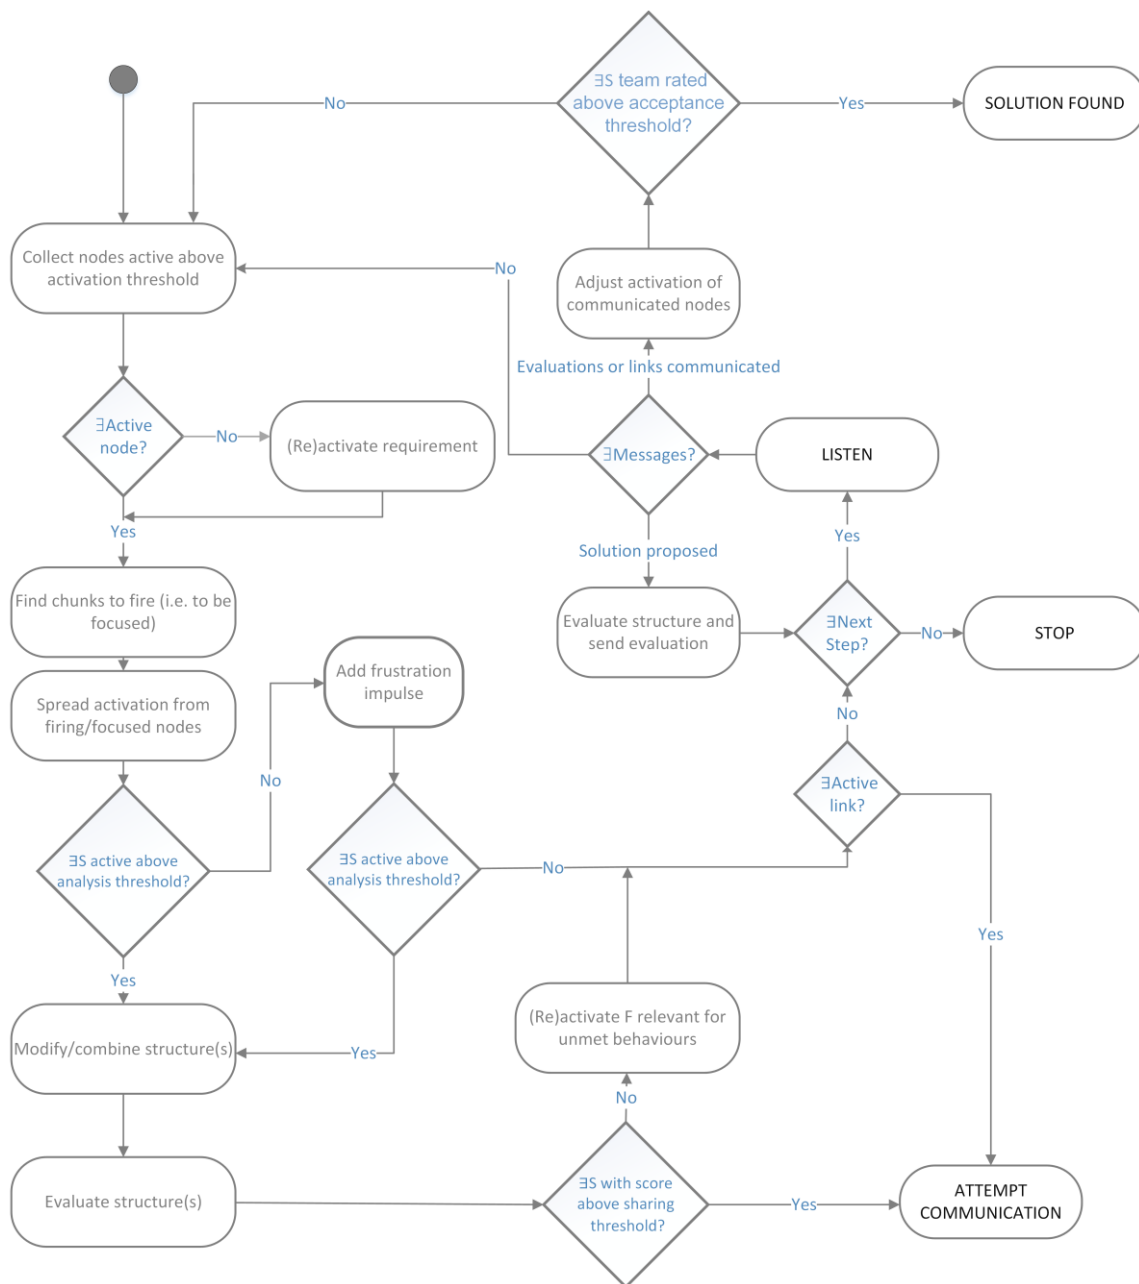 ∃S team rated
above acceptance
threshold?
No
Yes
SOLUTION FOUND
Collect nodes active above
activation threshold
No
Adjust activation of
communicated nodes
Evaluations or links communicated
∃Active
node?
No
(Re)activate requirement
∃Messages?
LISTEN
Yes
Solution proposed
Yes
Find chunks to fire (i.e. to be
focused)
Evaluate structure and
send evaluation
∃Next
Step?
No
STOP
Spread activation from
firing/focused nodes
Add frustration
impulse
No
No
∃Active
link?
∃S active above
analysis threshold?
∃S active above
analysis threshold?
No
Yes
Yes
(Re)activate F relevant for
unmet behaviours
Modify/combine structure(s)
Yes
No
Evaluate structure(s)
∃S with score
above sharing
threshold?
Yes
ATTEMPT
COMMUNICATION